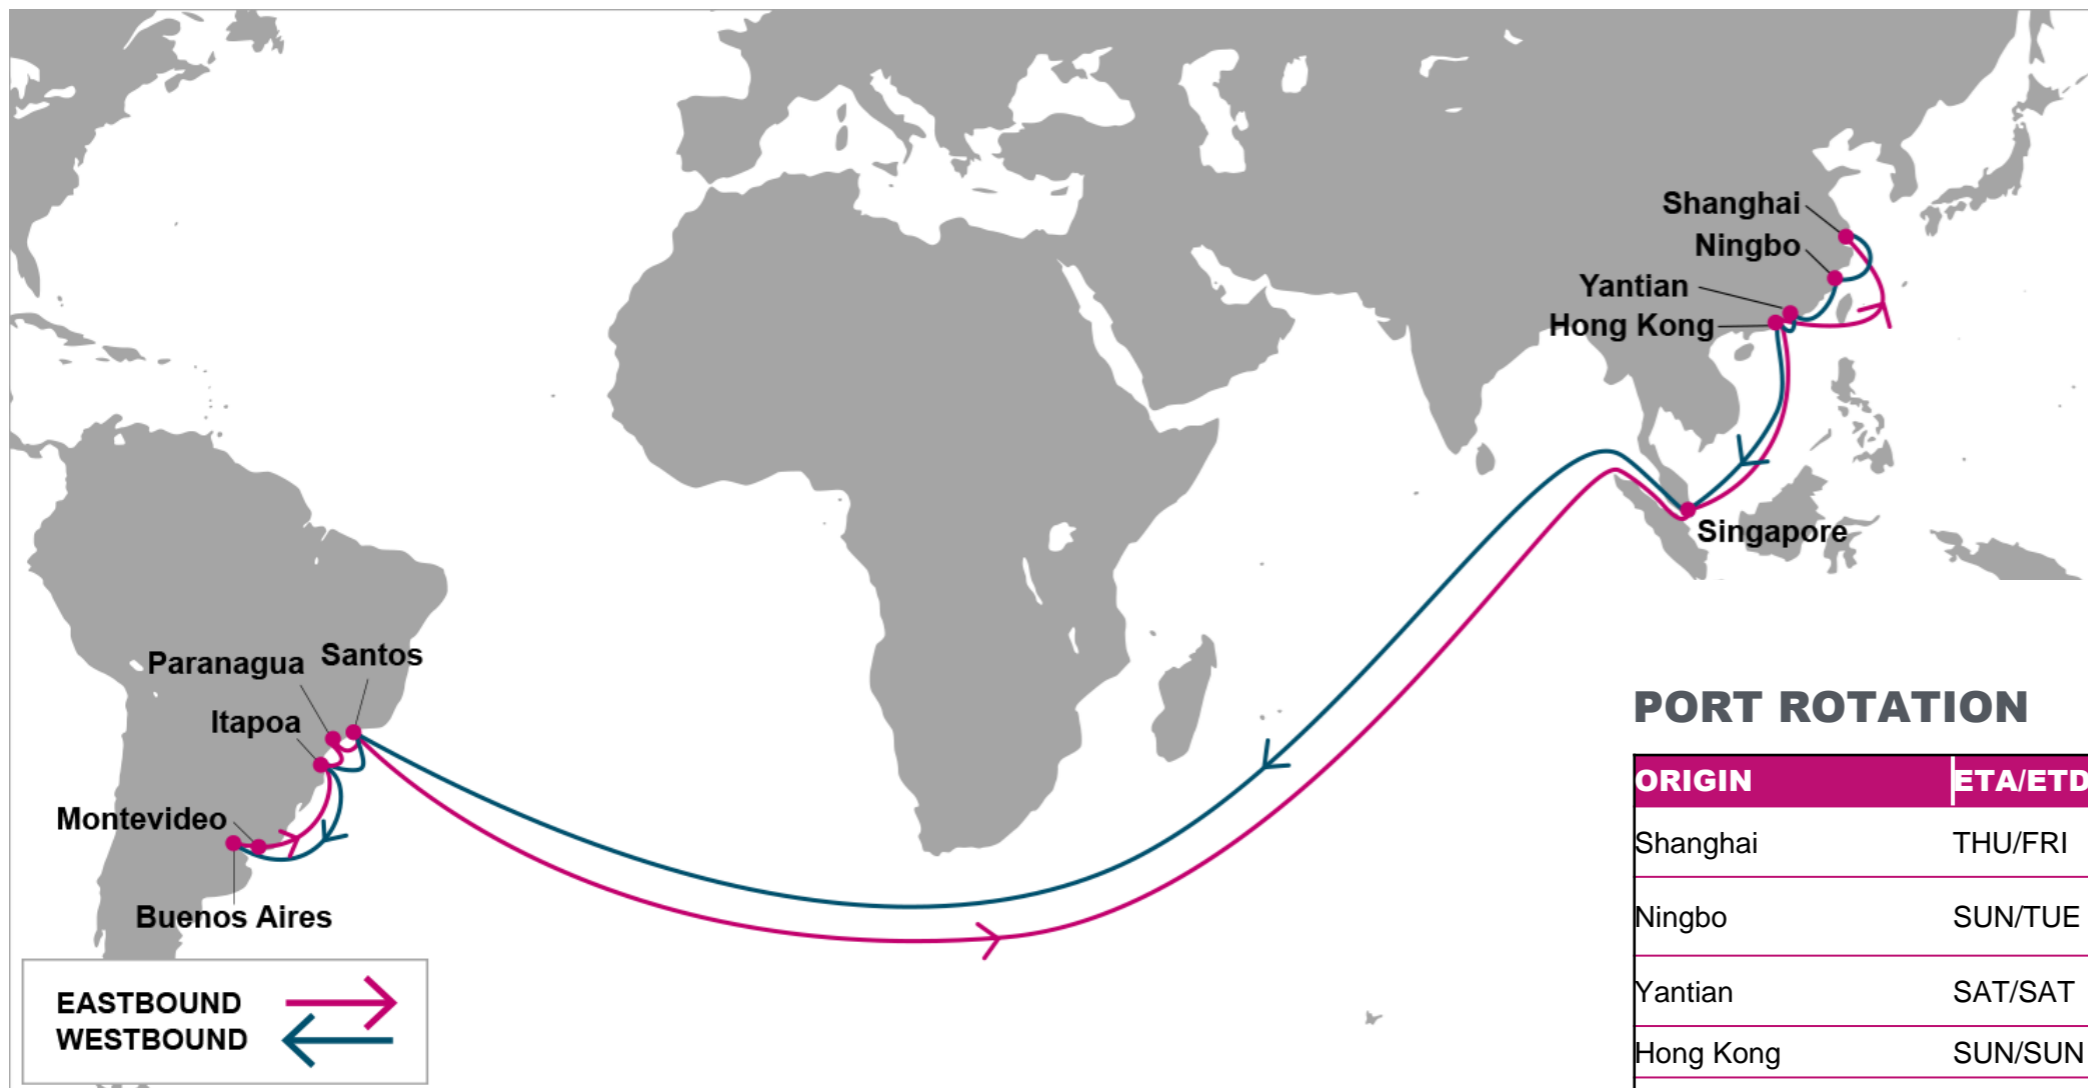 Shanghai
Ningbo
Yantian
Hong Kong
Singapore
Paranagua Santos
Itapoa
Montevideo
Buenos Aires
EASTBOUND
WESTBOUND
PORT ROTATION
ORIGIN ETA/ETD
Shanghai THU/FRI
Ningbo SUN/TUE
Yantian SAT/SAT
Hong Kong SUN/SUN